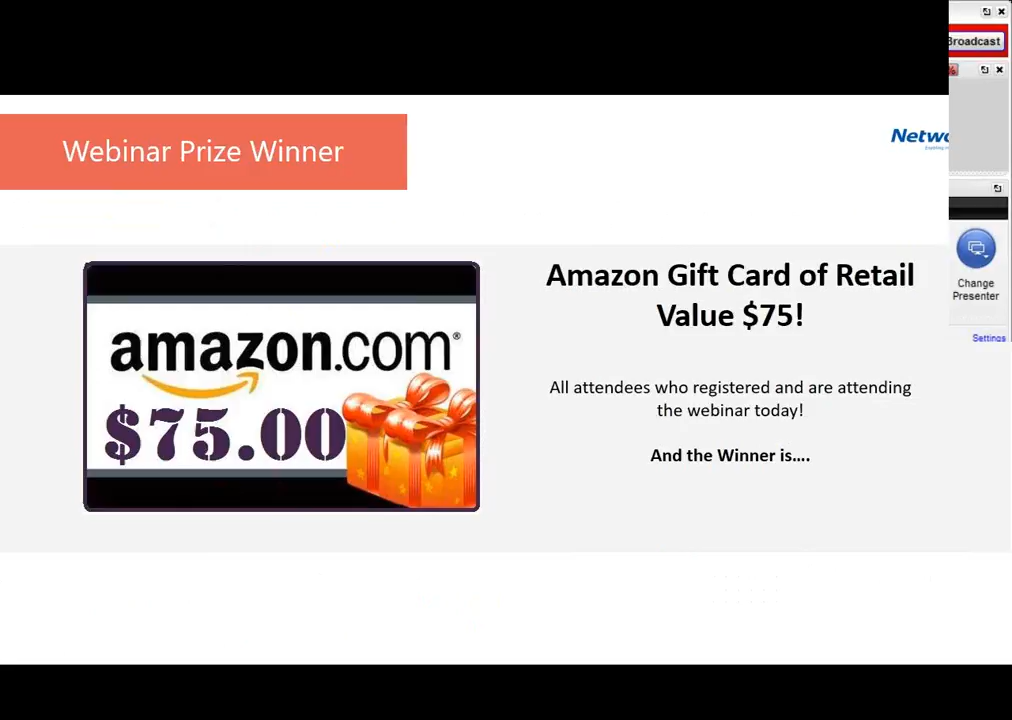 Broadcast
Webinar Prize Winner
Netwo
Change
Presenter
Settings
Amazon Gift Card of Retail
Value $75!
amazon.com®
$75.00
All attendees who registered and are attending
the webinar today!
And the Winner is....